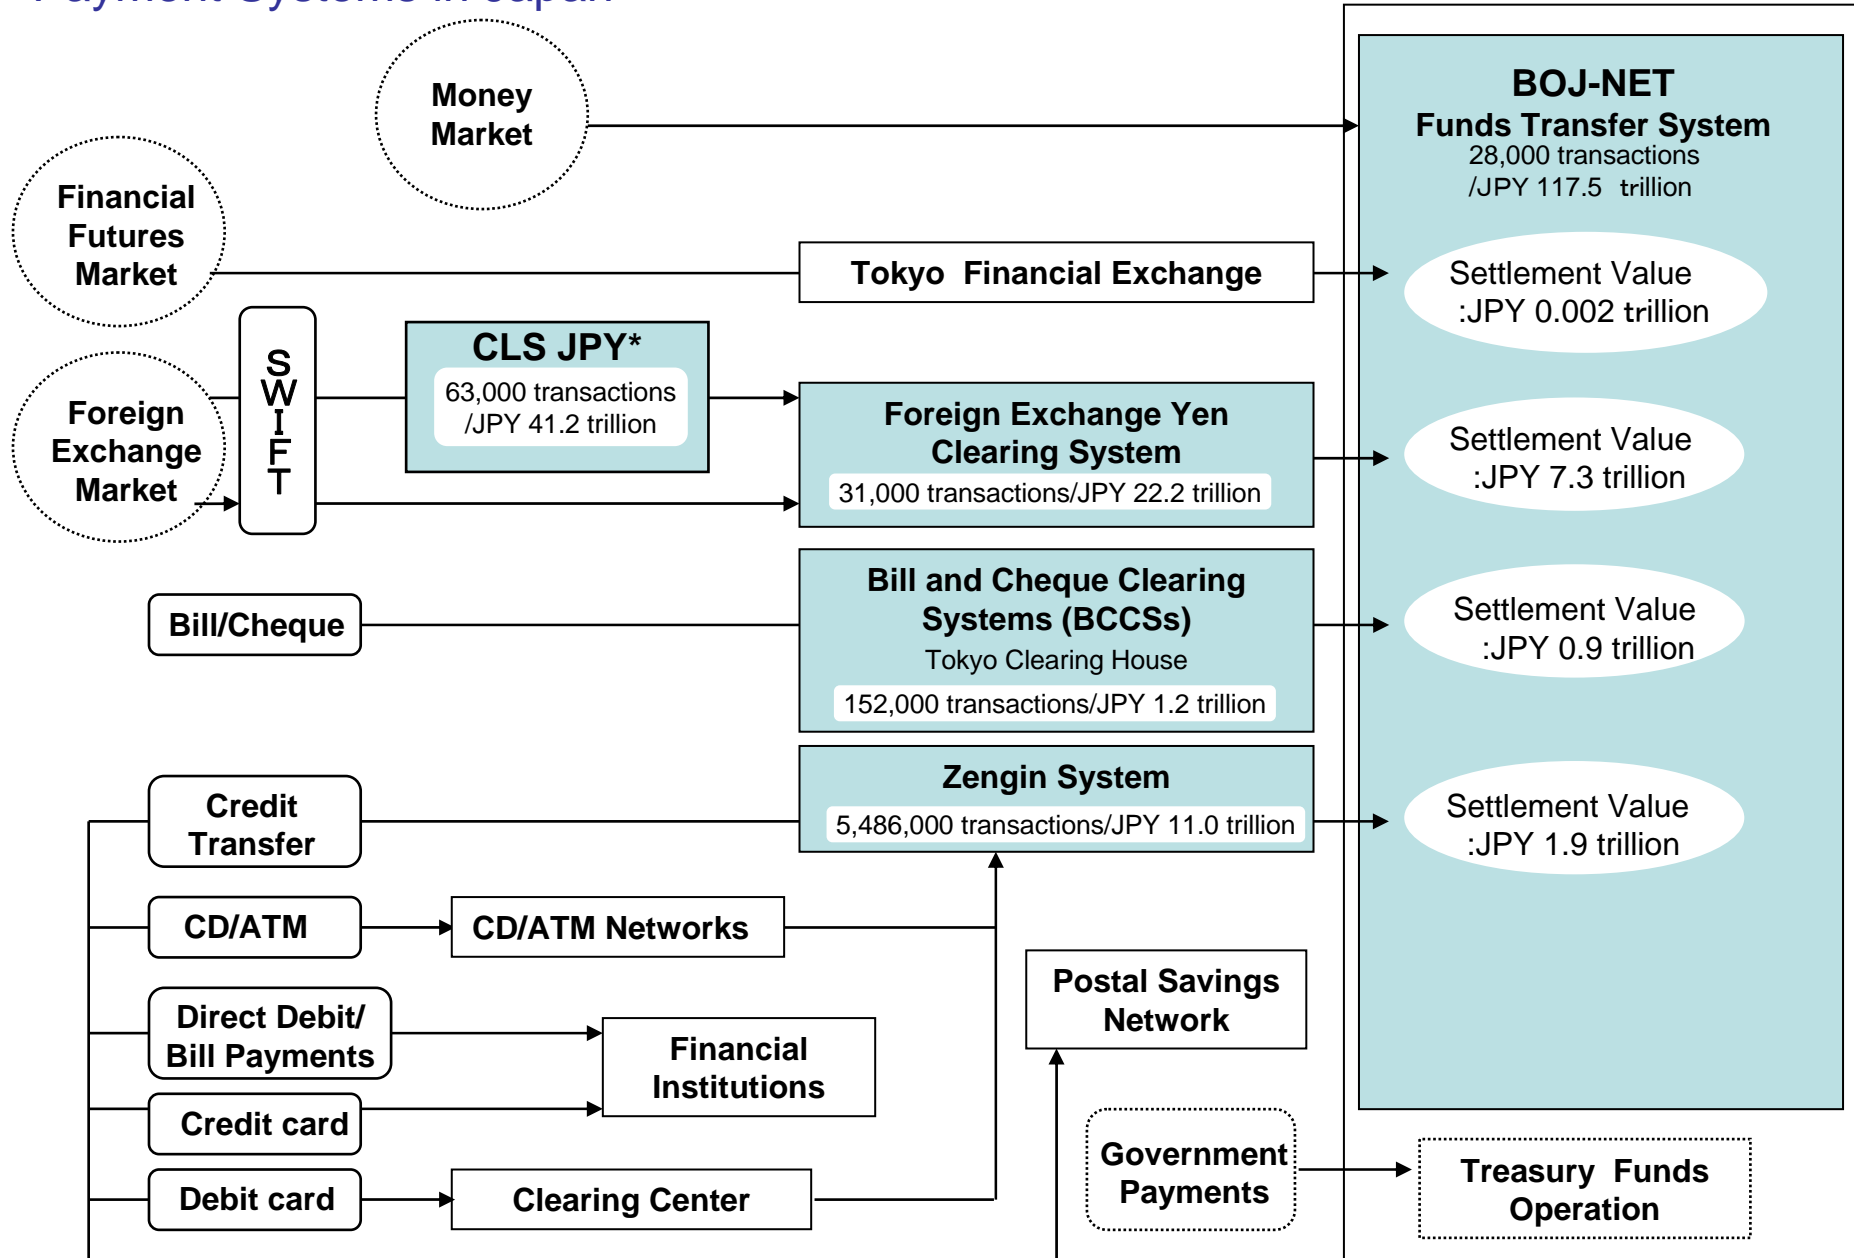 Payment Systems in Japan
Money
Market
BOJ-NET
Funds Transfer System
28,000 transactions
/JPY 117.5 trillion
Financial
Futures
Market
Tokyo Financial Exchange
Settlement Value
:JPY 0.002 trillion
SWIFT
CLS JPY*
63,000 transactions
/JPY 41.2 trillion
Foreign
Exchange
Market
Foreign Exchange Yen
Clearing System
31,000 transactions/JPY 22.2 trillion
Settlement Value
:JPY 7.3 trillion
Bill/Cheque
Bill and Cheque Clearing
Systems (BCCSs)
Tokyo Clearing House
152,000 transactions/JPY 1.2 trillion
Settlement Value
:JPY 0.9 trillion
Credit
Transfer
Zengin System
5,486,000 transactions/JPY 11.0 trillion
Settlement Value
:JPY 1.9 trillion
CD/ATM
CD/ATM Networks
Postal Savings
Network
Direct Debit/
Bill Payments
Financial
Institutions
Credit card
Debit card
Clearing Center
Government
Payments
Treasury Funds
Operation